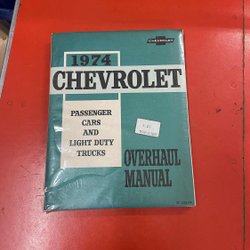 CHEVROLET
1974
CHEVROLET
PASSENGER
CARS
AND
LIGHT DUTY
TRUCKS
OVERHAUL
MANUAL